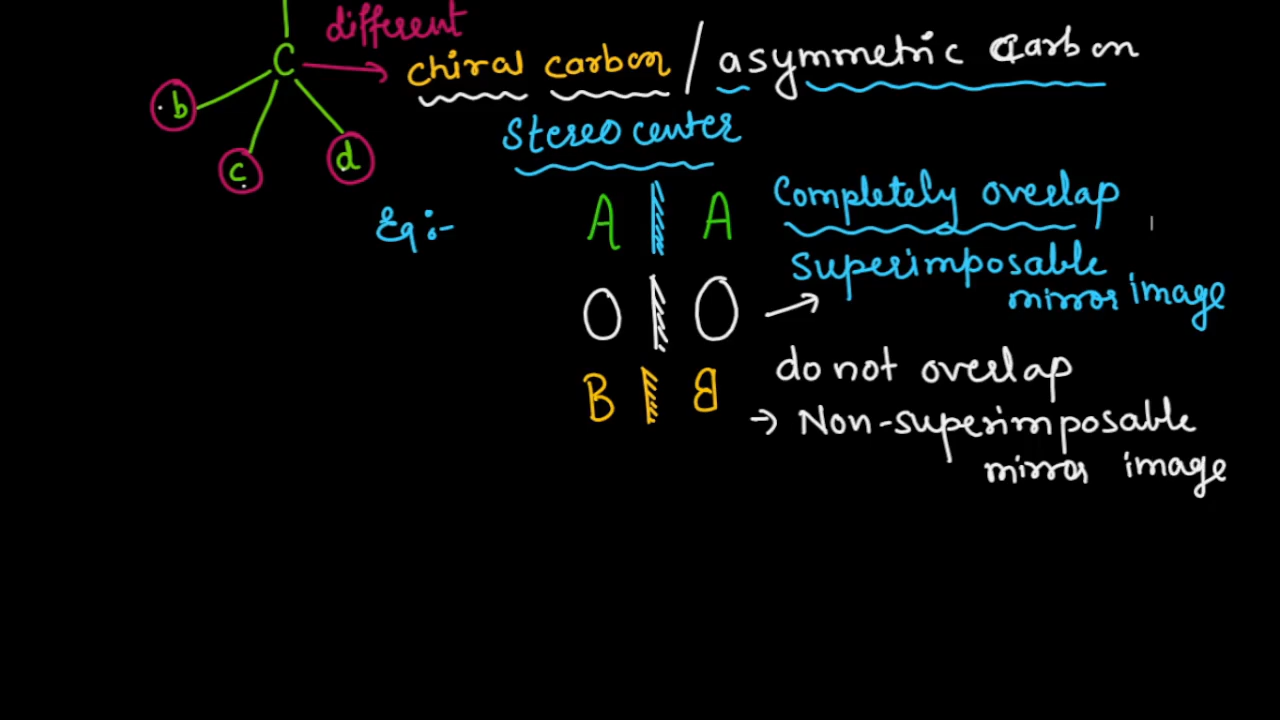 different
C
chiral carbon / asymmetric Carbon
b
c
d
Stereo center
Eg :-
A A
Completely overlap
Superimposable
mirror image
O O
B B
do not overlap
→ Non-superimposable
mirror image